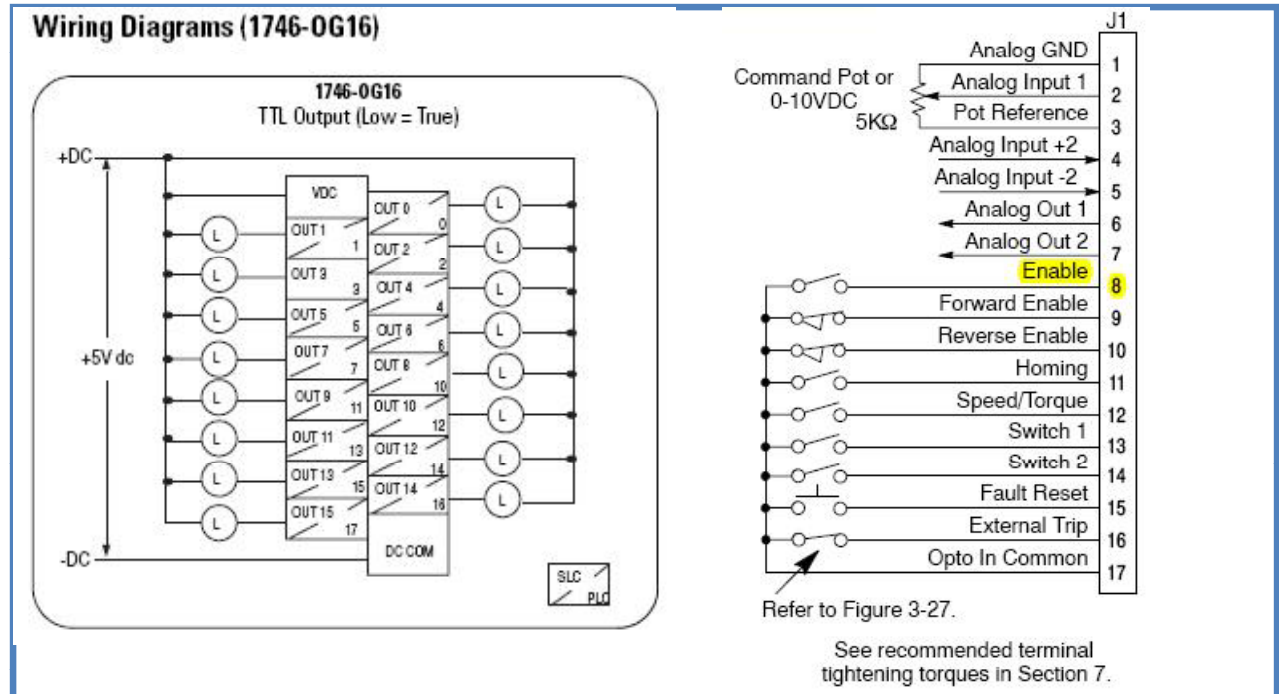 Wiring Diagrams (1746-OG16)
1746-OG16
TTL Output (Low = True)
+DC
VDC
OUT 0
0
L
L
OUT 1
1
OUT 2
2
L
L
OUT 3
3
OUT 4
4
L
L
OUT 5
5
OUT 6
6
L
+5V dc
L
OUT 7
7
OUT 8
10
L
L
OUT 9
11
OUT 10
12
L
L
OUT 11
13
OUT 12
14
L
L
OUT 13
15
OUT 14
16
L
L
OUT 15
17
-DC
DC COM
SLC
PLC
J1
Command Pot or
0-10VDC
5KΩ
Analog GND 1
Analog Input 1 2
Pot Reference 3
Analog Input +2 4
Analog Input -2 5
Analog Out 1 6
Analog Out 2 7
Enable 8
Forward Enable 9
Reverse Enable 10
Homing 11
Speed/Torque 12
Switch 1 13
Switch 2 14
Fault Reset 15
External Trip 16
Opto In Common 17
Refer to Figure 3-27.
See recommended terminal
tightening torques in Section 7.